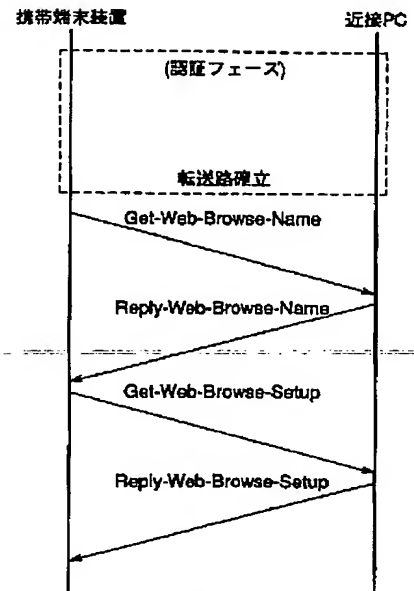 携帯端末装置
近接PC
(認証フェーズ)
転送路確立
Get-Web-Browse-Name
Reply-Web-Browse-Name
Get-Web-Browse-Setup
Reply-Web-Browse-Setup